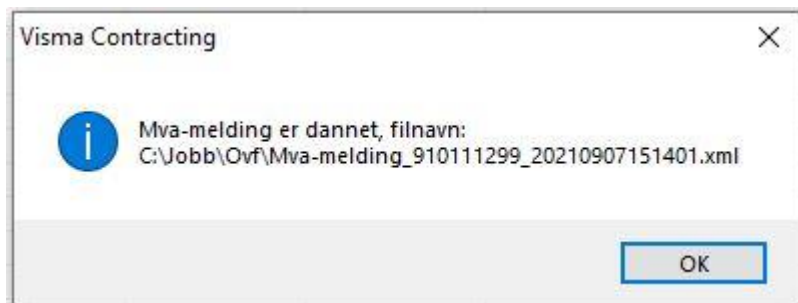 Visma Contracting
Mva-melding er dannet, filnavn:
C:\Jobb\Ovf\Mva-melding_910111299_20210907151401.xml
OK